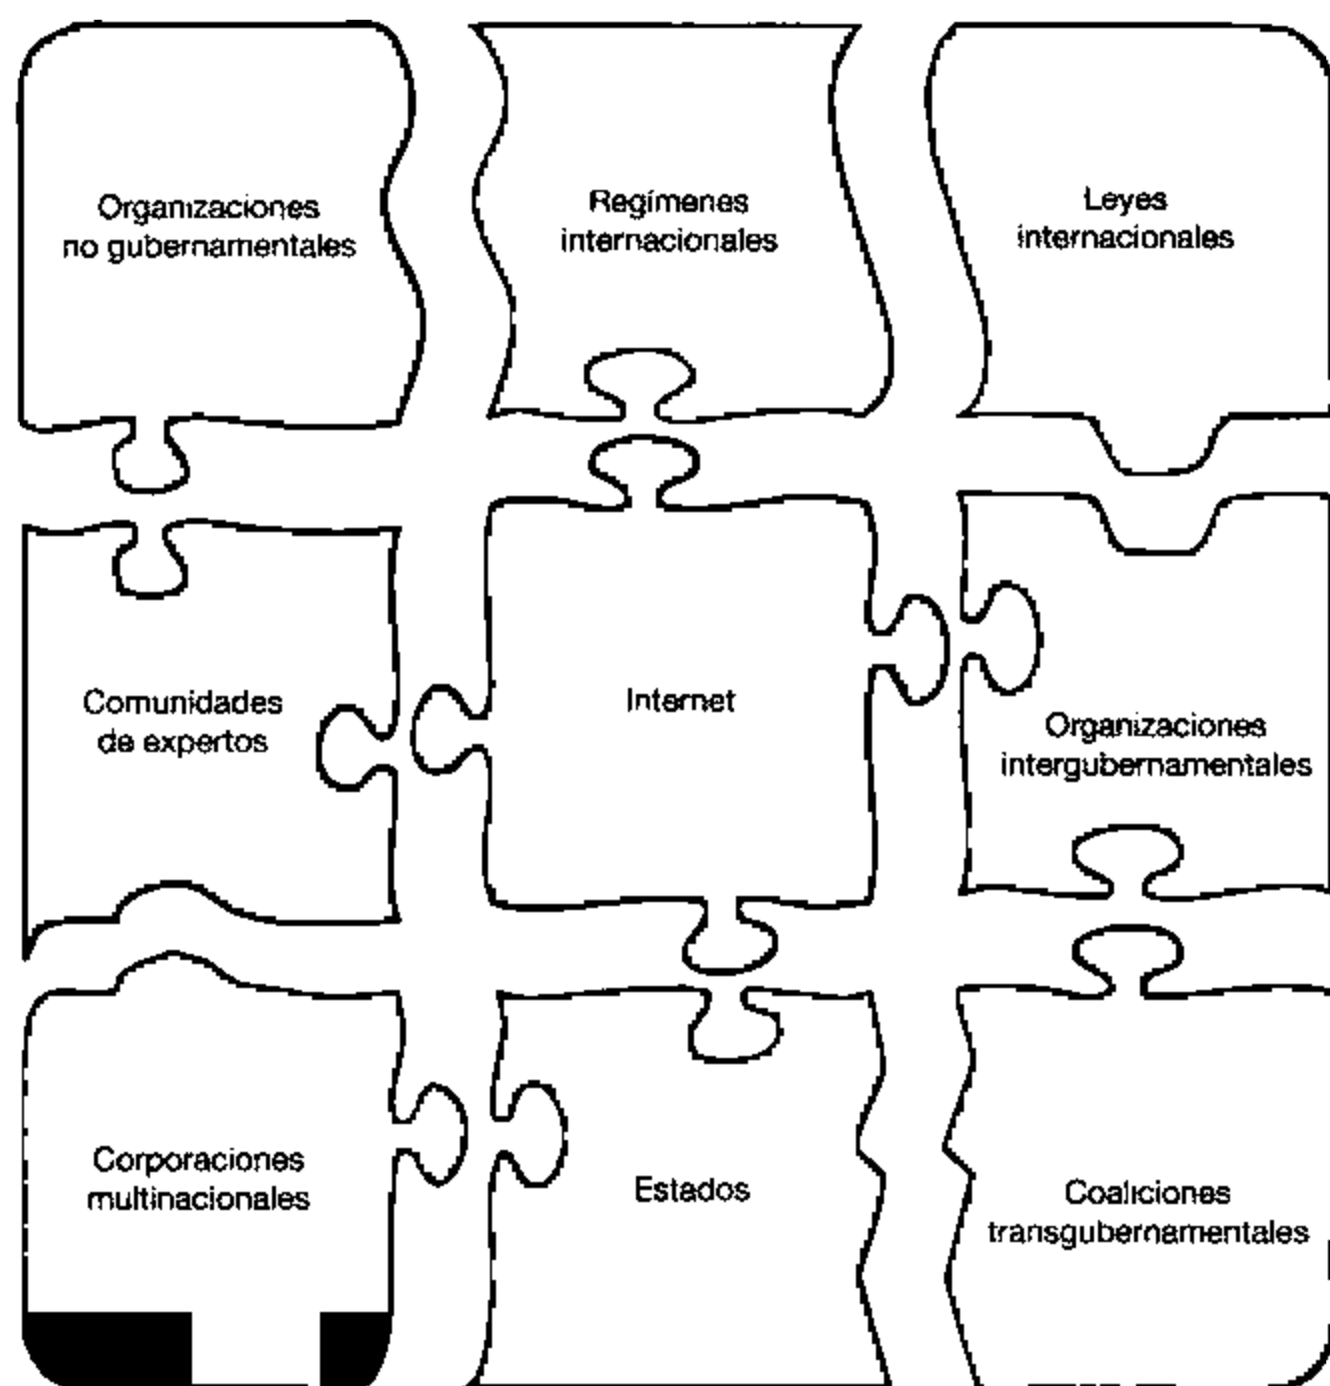 Organizaciones
no gubernamentales
Regímenes
internacionales
Leyes
internacionales
Comunidades
de expertos
Internet
Organizaciones
intergubernamentales
Corporaciones
multinacionales
Estados
Coaliciones
transgubernamentales